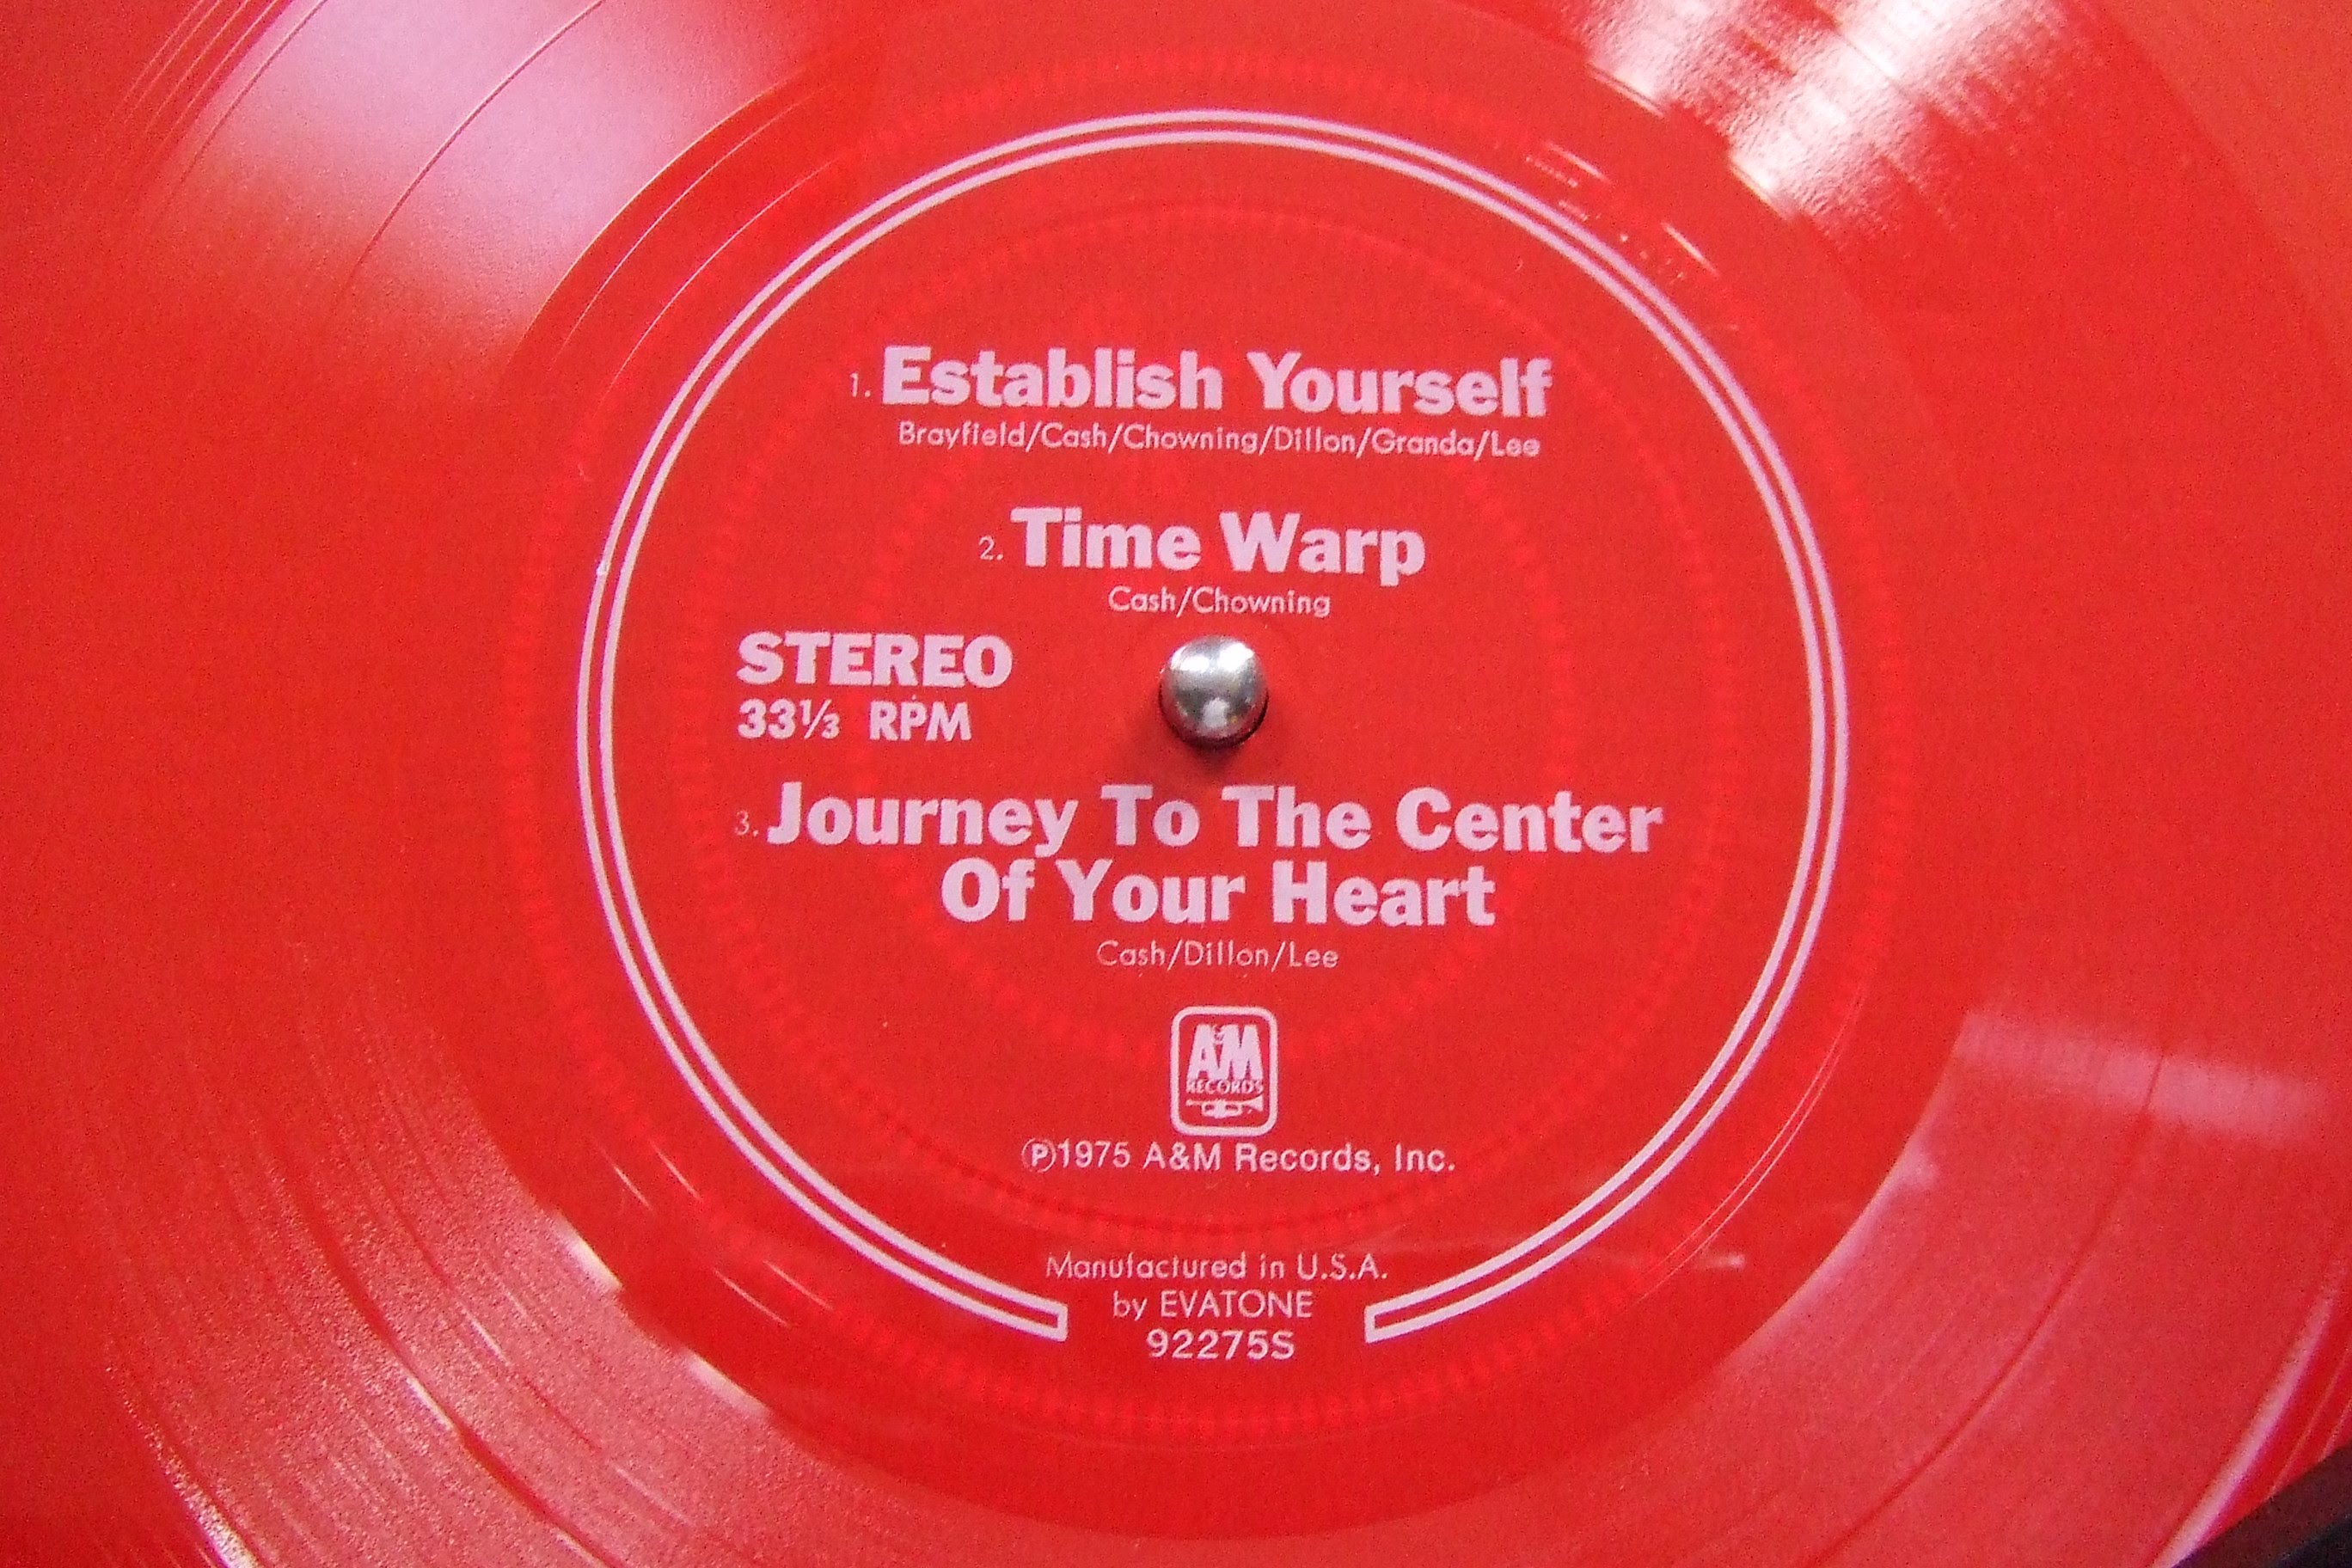 1. Establish Yourself
Brayfield/Cash/Chowning/Dillon/Granda/Lee
2. Time Warp
Cash/Chowning
STEREO
33⅓ RPM
3. Journey To The Center
Of Your Heart
Cash/Dillon/Lee
A&M
RECORDS
℗1975 A&M Records, Inc.
Manufactured in U.S.A.
by EVATONE
92275S